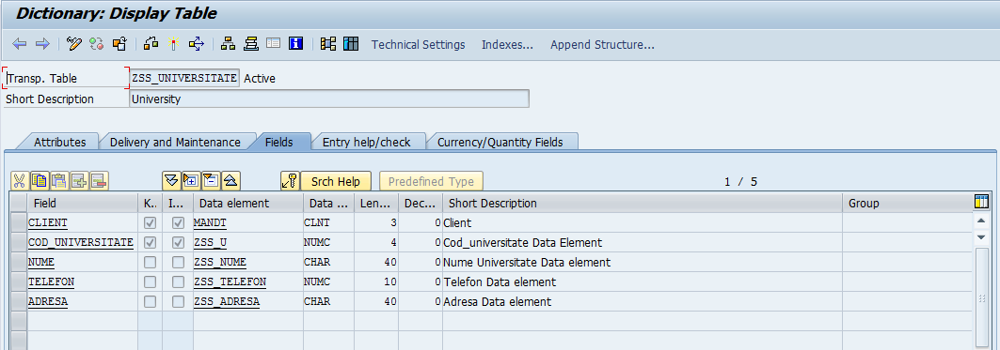 Dictionary: Display Table
Technical Settings Indexes... Append Structure...
Transp. Table ZSS_UNIVERSITATE Active
Short Description University
Attributes Delivery and Maintenance Fields Entry help/check Currency/Quantity Fields
Srch Help Predefined Type 1 / 5
Field K.. I... Data element Data ... Len... Dec... Short Description Group
CLIENT MANDT CLNT 3 0 Client
COD_UNIVERSITATE ZSS_U NUMC 4 0 Cod_universitate Data Element
NUME ZSS_NUME CHAR 40 0 Nume Universitate Data element
TELEFON ZSS_TELEFON NUMC 10 0 Telefon Data element
ADRESA ZSS_ADRESA CHAR 40 0 Adresa Data element